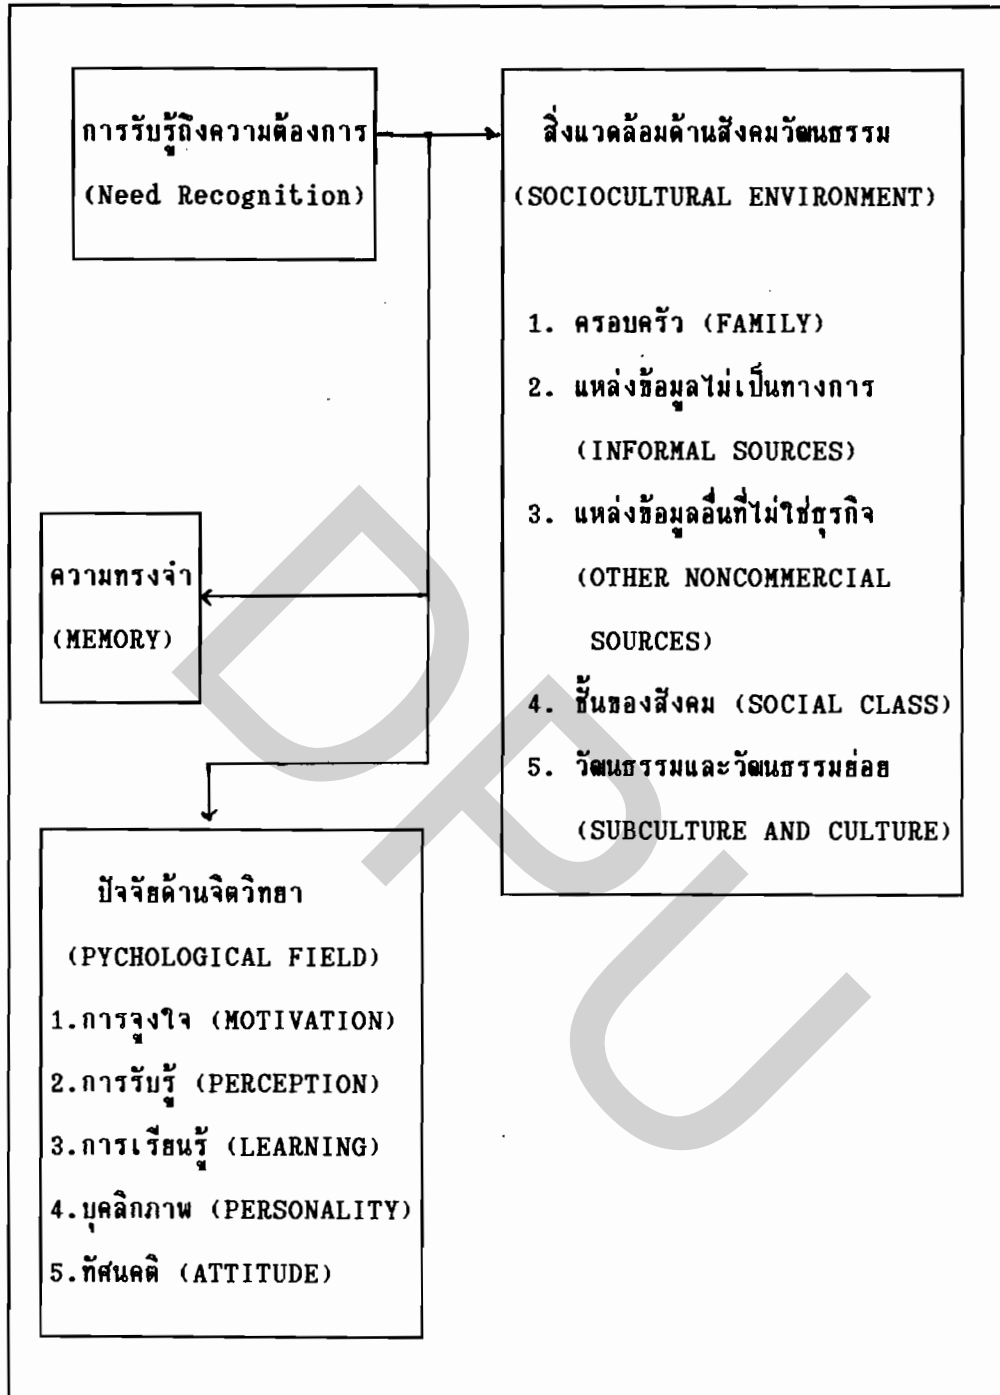 การรับรู้ถึงความต้องการ
(Need Recognition)
สิ่งแวดล้อมด้านสังคมวัฒนธรรม
(SOCIOCULTURAL ENVIRONMENT)
1. ครอบครัว (FAMILY)
2. แหล่งข้อมูลไม่เป็นทางการ
(INFORMAL SOURCES)
3. แหล่งข้อมูลอื่นที่ไม่ใช่ธุรกิจ
(OTHER NONCOMMERCIAL
SOURCES)
4. ชั้นของสังคม (SOCIAL CLASS)
5. วัฒนธรรมและวัฒนธรรมย่อย
(SUBCULTURE AND CULTURE)
ความทรงจำ
(MEMORY)
ปัจจัยด้านจิตวิทยา
(PYCHOLOGICAL FIELD)
1.การจูงใจ (MOTIVATION)
2.การรับรู้ (PERCEPTION)
3.การเรียนรู้ (LEARNING)
4.บุคลิกภาพ (PERSONALITY)
5.ทัศนคติ (ATTITUDE)
DPU